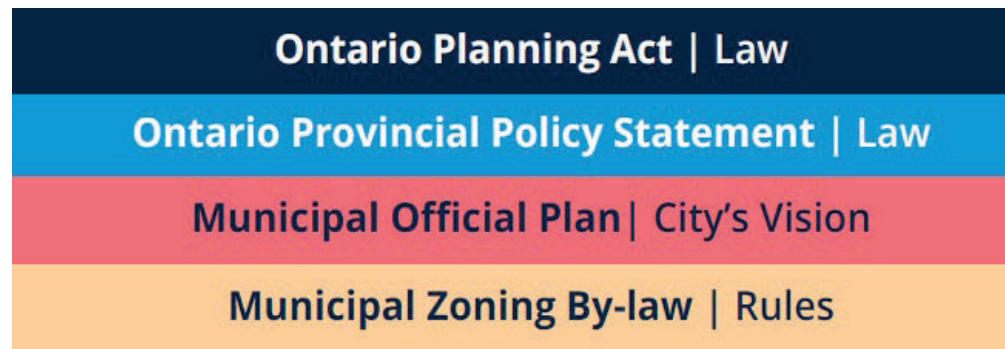 Ontario Planning Act | Law
Ontario Provincial Policy Statement | Law
Municipal Official Plan| City’s Vision
Municipal Zoning By-law | Rules